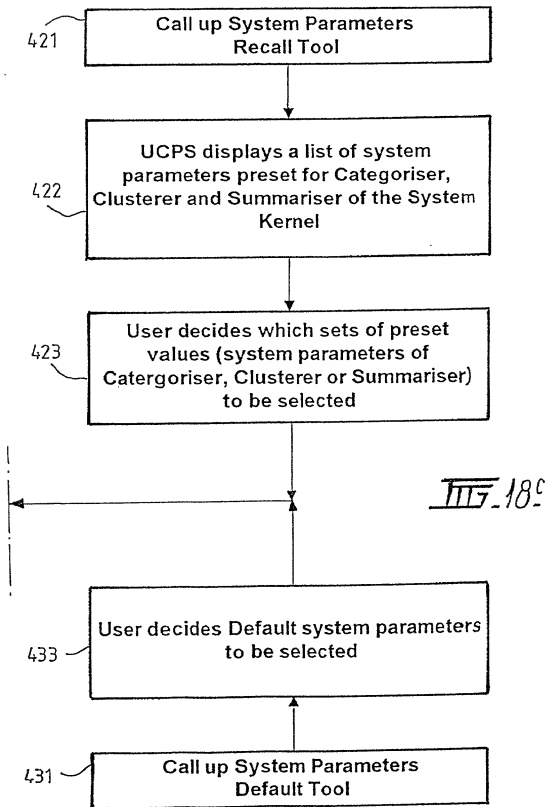 421
Call up System Parameters
Recall Tool
422
UCPS displays a list of system
parameters preset for Categoriser,
Clusterer and Summariser of the System
Kernel
423
User decides which sets of preset
values (system parameters of
Catergoriser, Clusterer or Summariser)
to be selected
FIG. 18c
433
User decides Default system parameters
to be selected
431
Call up System Parameters
Default Tool